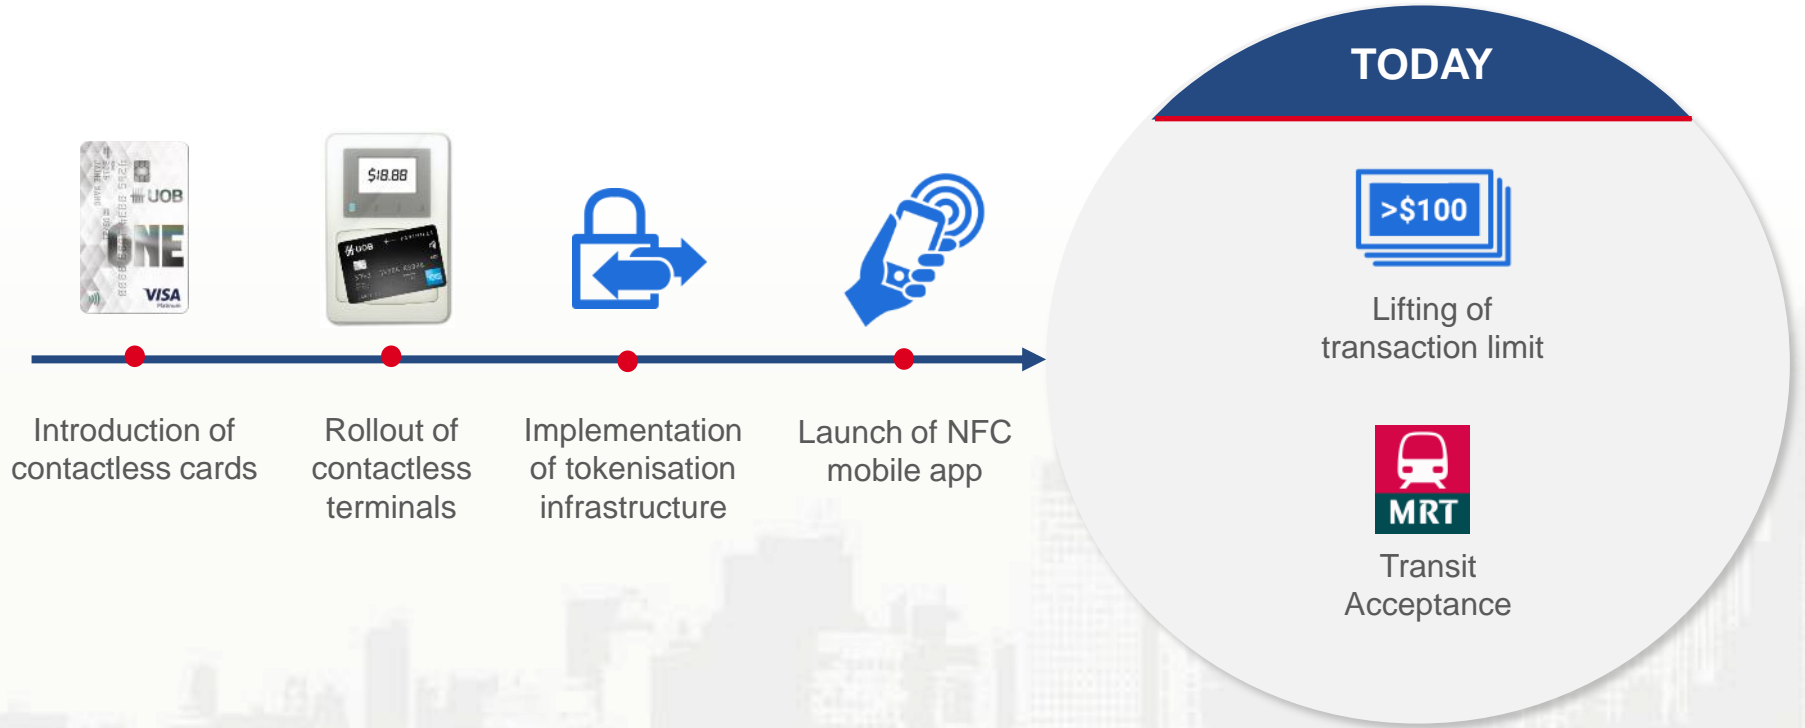 TODAY
UOB
ONE
VISA
Platinum
$18.88
UOB
>$100
Lifting of
transaction limit
Introduction of
contactless cards
Rollout of
contactless
terminals
Implementation
of tokenisation
infrastructure
Launch of NFC
mobile app
MRT
Transit
Acceptance